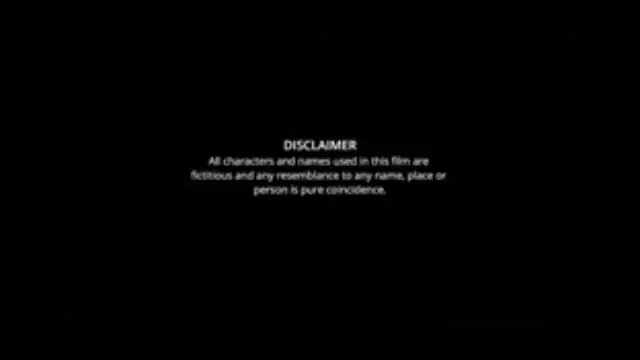 DISCLAIMER
All characters and names used in this film are
fictitious and any resemblance to any name, place or
person is pure coincidence.